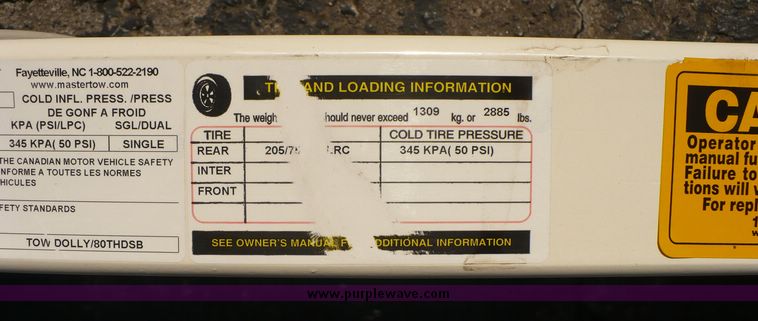 Fayetteville, NC 1-800-522-2190
www.mastertow.com
COLD INFL. PRESS. /PRESS
DE GONF A FROID
KPA (PSI/LPC) SGL/DUAL
345 KPA( 50 PSI) SINGLE
THE CANADIAN MOTOR VEHICLE SAFETY
NFORME A TOUTES LES NORMES
HICULES
FETY STANDARDS
TOW DOLLY/80THDSB
AND LOADING INFORMATION
The weigh hould never exceed 1309 kg. or 2885 lbs.
TIRE COLD TIRE PRESSURE
REAR 205/7 RC 345 KPA( 50 PSI)
INTER
FRONT
SEE OWNER'S MANUAL F DDITIONAL INFORMATION
CA
Operator
manual fu
Failure to
tions will v
For repl
1
w
www.purplewave.com